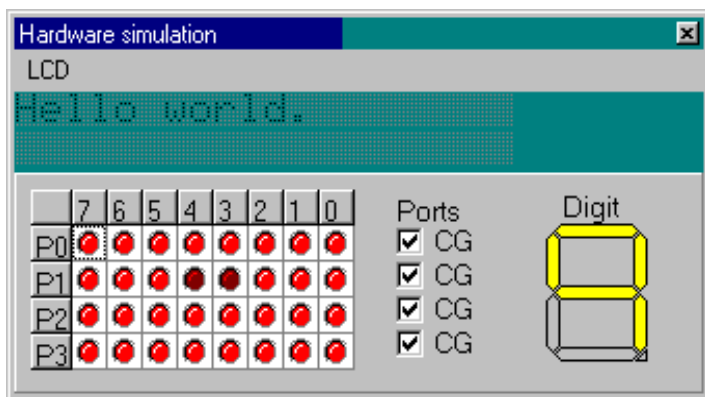 Hardware simulation
LCD
Hello world.
7 6 5 4 3 2 1 0
P0
P1
P2
P3
Ports
CG
CG
CG
CG
Digit
9